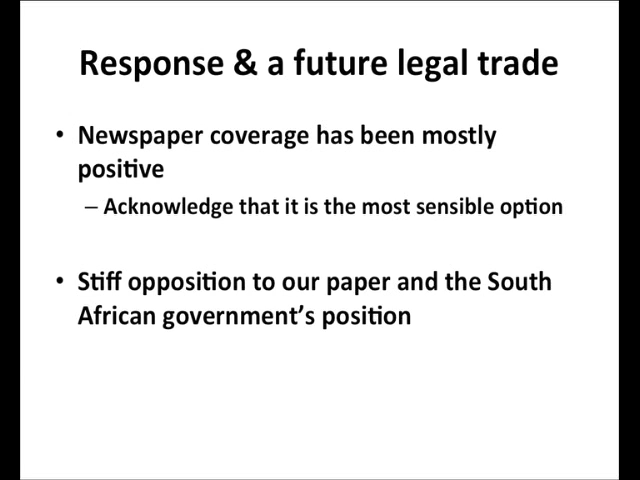 Response & a future legal trade
• Newspaper coverage has been mostly
positive
– Acknowledge that it is the most sensible option
• Stiff opposition to our paper and the South
African government’s position